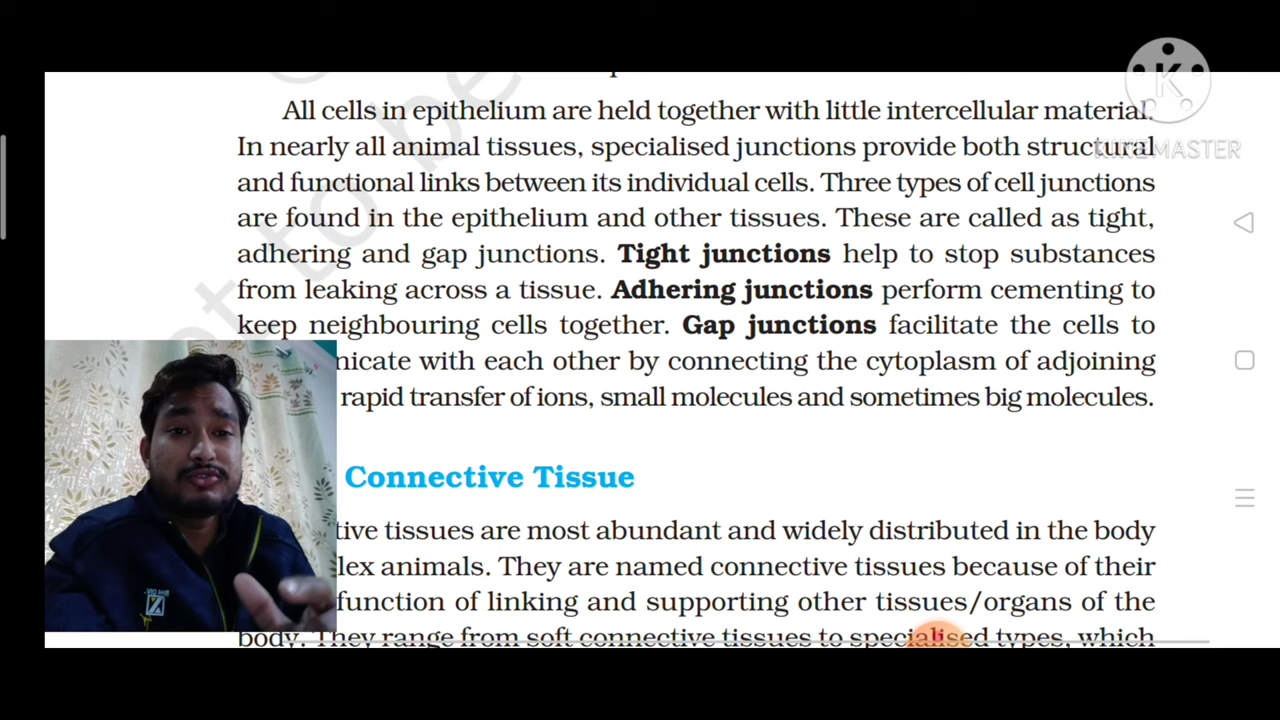 All cells in epithelium are held together with little intercellular material.
In nearly all animal tissues, specialised junctions provide both structural
and functional links between its individual cells. Three types of cell junctions
are found in the epithelium and other tissues. These are called as tight,
adhering and gap junctions. Tight junctions help to stop substances
from leaking across a tissue. Adhering junctions perform cementing to
keep neighbouring cells together. Gap junctions facilitate the cells to
nicate with each other by connecting the cytoplasm of adjoining
rapid transfer of ions, small molecules and sometimes big molecules.
Connective Tissue
tive tissues are most abundant and widely distributed in the body
lex animals. They are named connective tissues because of their
function of linking and supporting other tissues/organs of the
body. They range from soft connective tissues to specialised types, which
K
KINEMASTER
to be